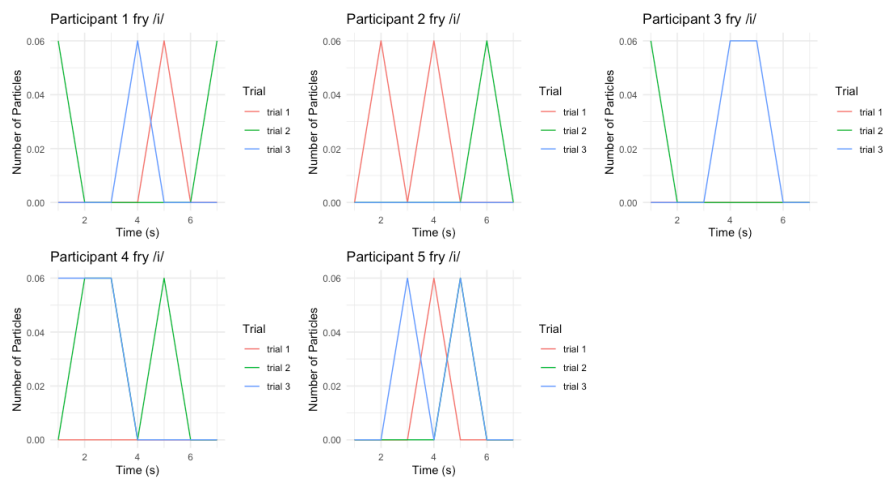 Participant 1 fry /i/
Number of Particles
0.06
0.04
0.02
0.00
2
4
6
Time (s)
Trial
trial 1
trial 2
trial 3
Participant 2 fry /i/
Number of Particles
0.06
0.04
0.02
0.00
2
4
6
Time (s)
Trial
trial 1
trial 2
trial 3
Participant 3 fry /i/
Number of Particles
0.06
0.04
0.02
0.00
2
4
6
Time (s)
Trial
trial 1
trial 2
trial 3
Participant 4 fry /i/
Number of Particles
0.06
0.04
0.02
0.00
2
4
6
Time (s)
Trial
trial 1
trial 2
trial 3
Participant 5 fry /i/
Number of Particles
0.06
0.04
0.02
0.00
2
4
6
Time (s)
Trial
trial 1
trial 2
trial 3